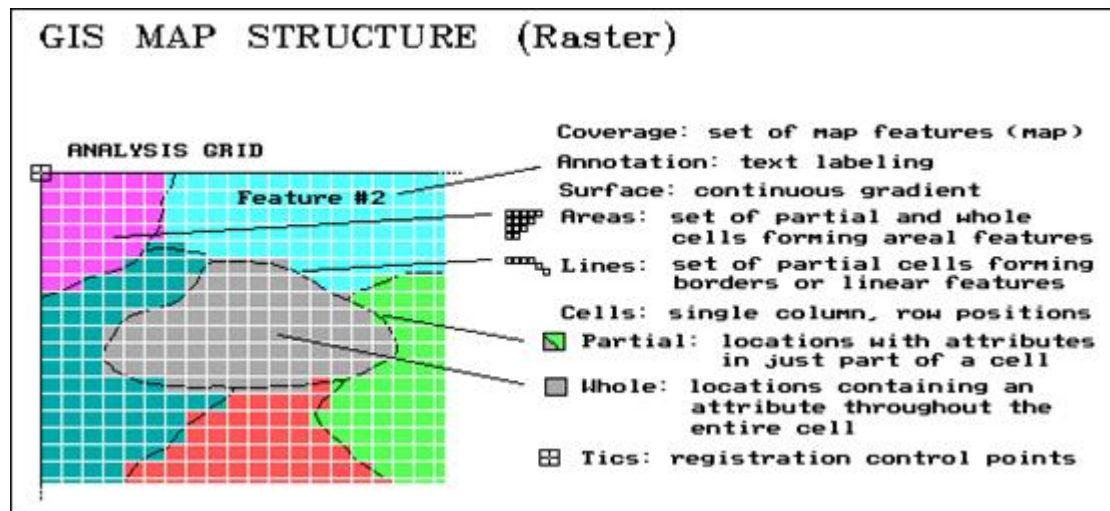 GIS MAP STRUCTURE (Raster)
ANALYSIS GRID
Feature #2
Coverage: set of map features (map)
Annotation: text labeling
Surface: continuous gradient
Areas: set of partial and whole
cells forming areal features
Lines: set of partial cells forming
borders or linear features
Cells: single column, row positions
Partial: locations with attributes
in just part of a cell
Whole: locations containing an
attribute throughout the
entire cell
Tics: registration control points